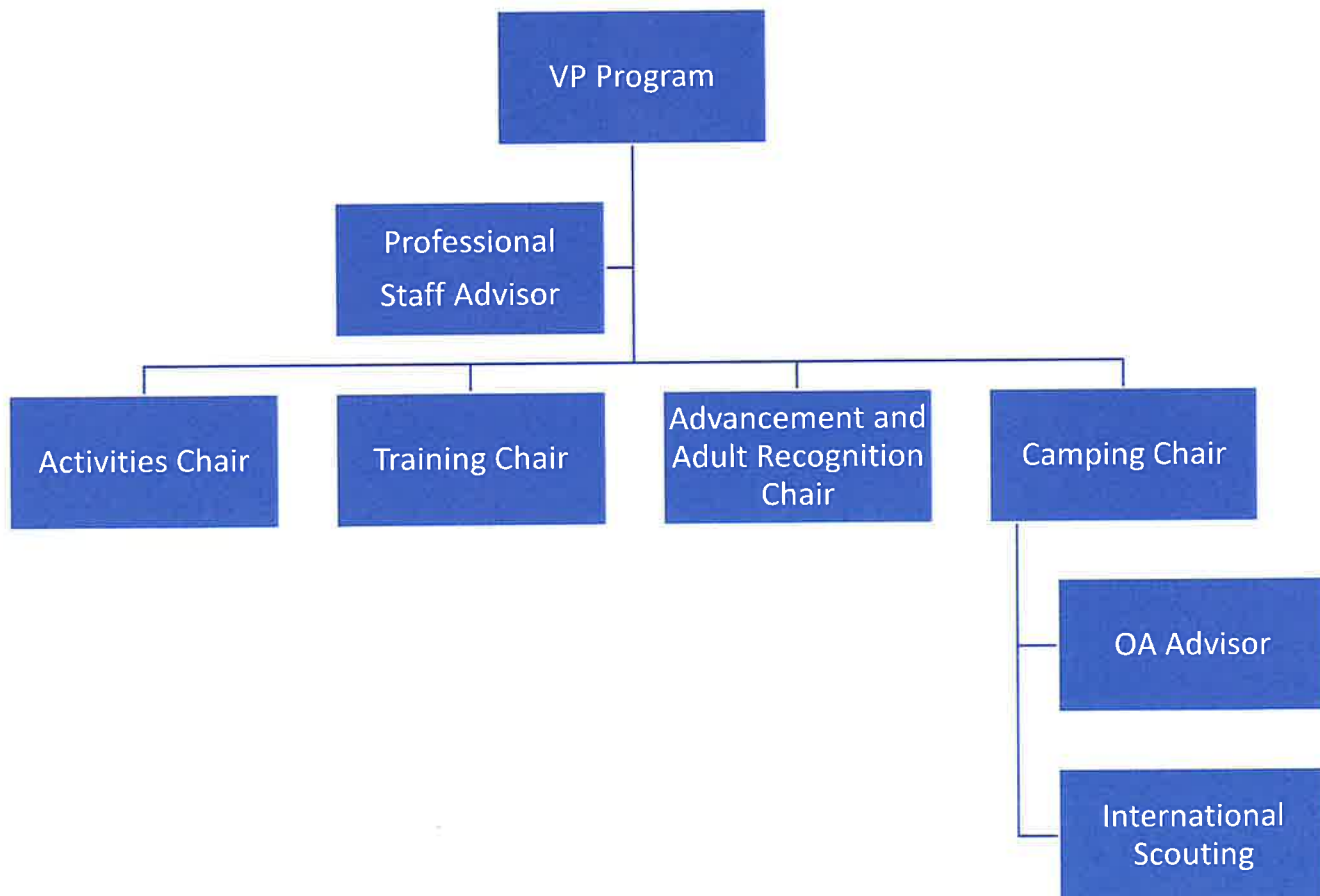 VP Program
Professional
Staff Advisor
Activities Chair
Training Chair
Advancement and
Adult Recognition
Chair
Camping Chair
OA Advisor
International
Scouting